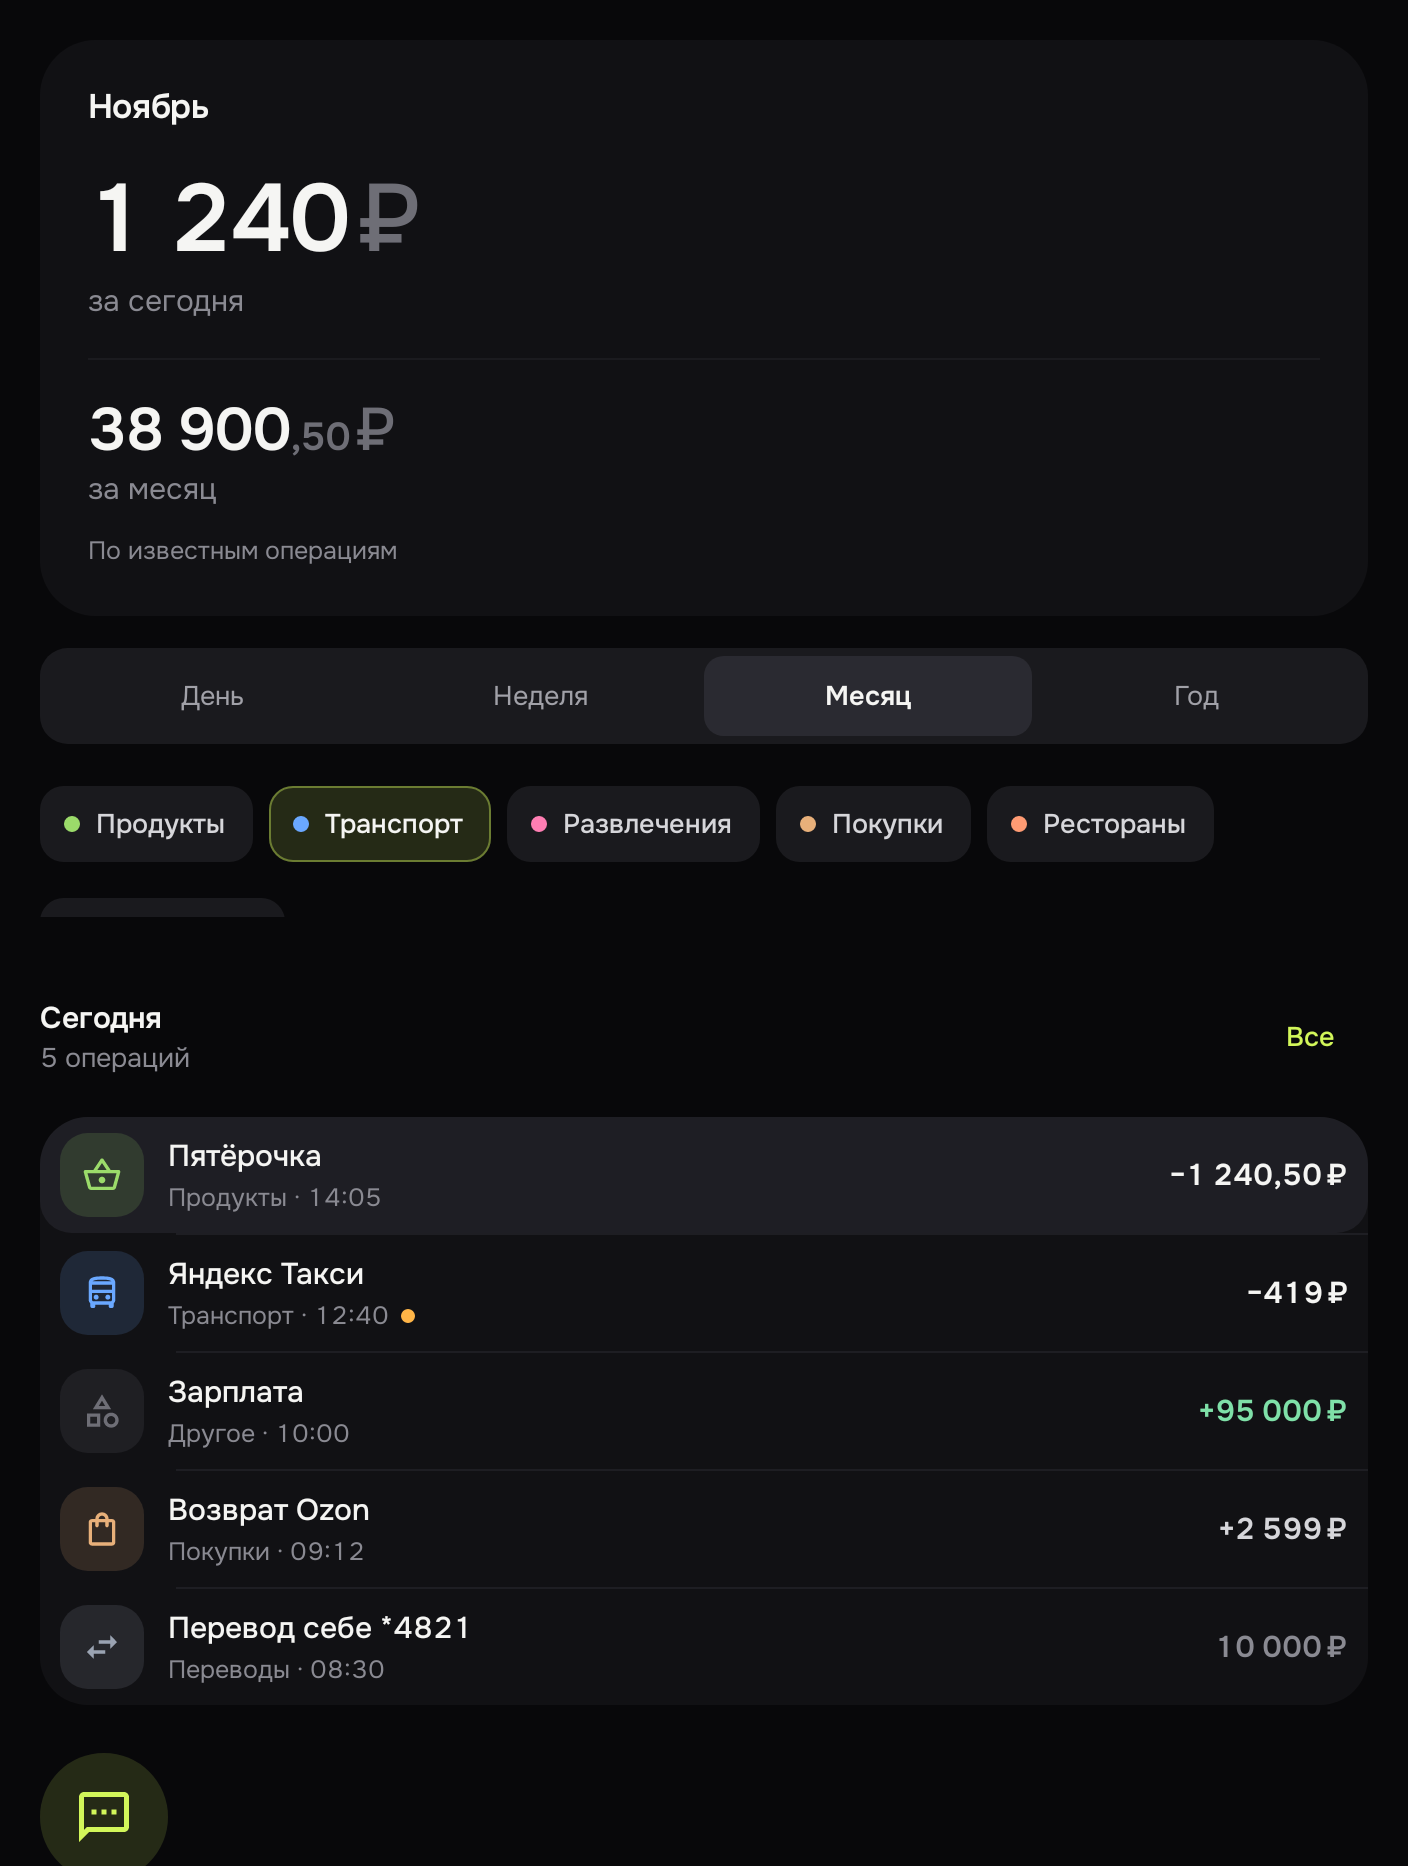 Ноябрь
1 240 ₽
за сегодня
38 900,50 ₽
за месяц
По известным операциям
День Неделя Месяц Год
Продукты Транспорт Развлечения Покупки Рестораны
Сегодня
5 операций
Все
Пятёрочка
Продукты · 14:05
−1 240,50 ₽
Яндекс Такси
Транспорт · 12:40
−419 ₽
Зарплата
Другое · 10:00
+95 000 ₽
Возврат Ozon
Покупки · 09:12
+2 599 ₽
Перевод себе *4821
Переводы · 08:30
10 000 ₽